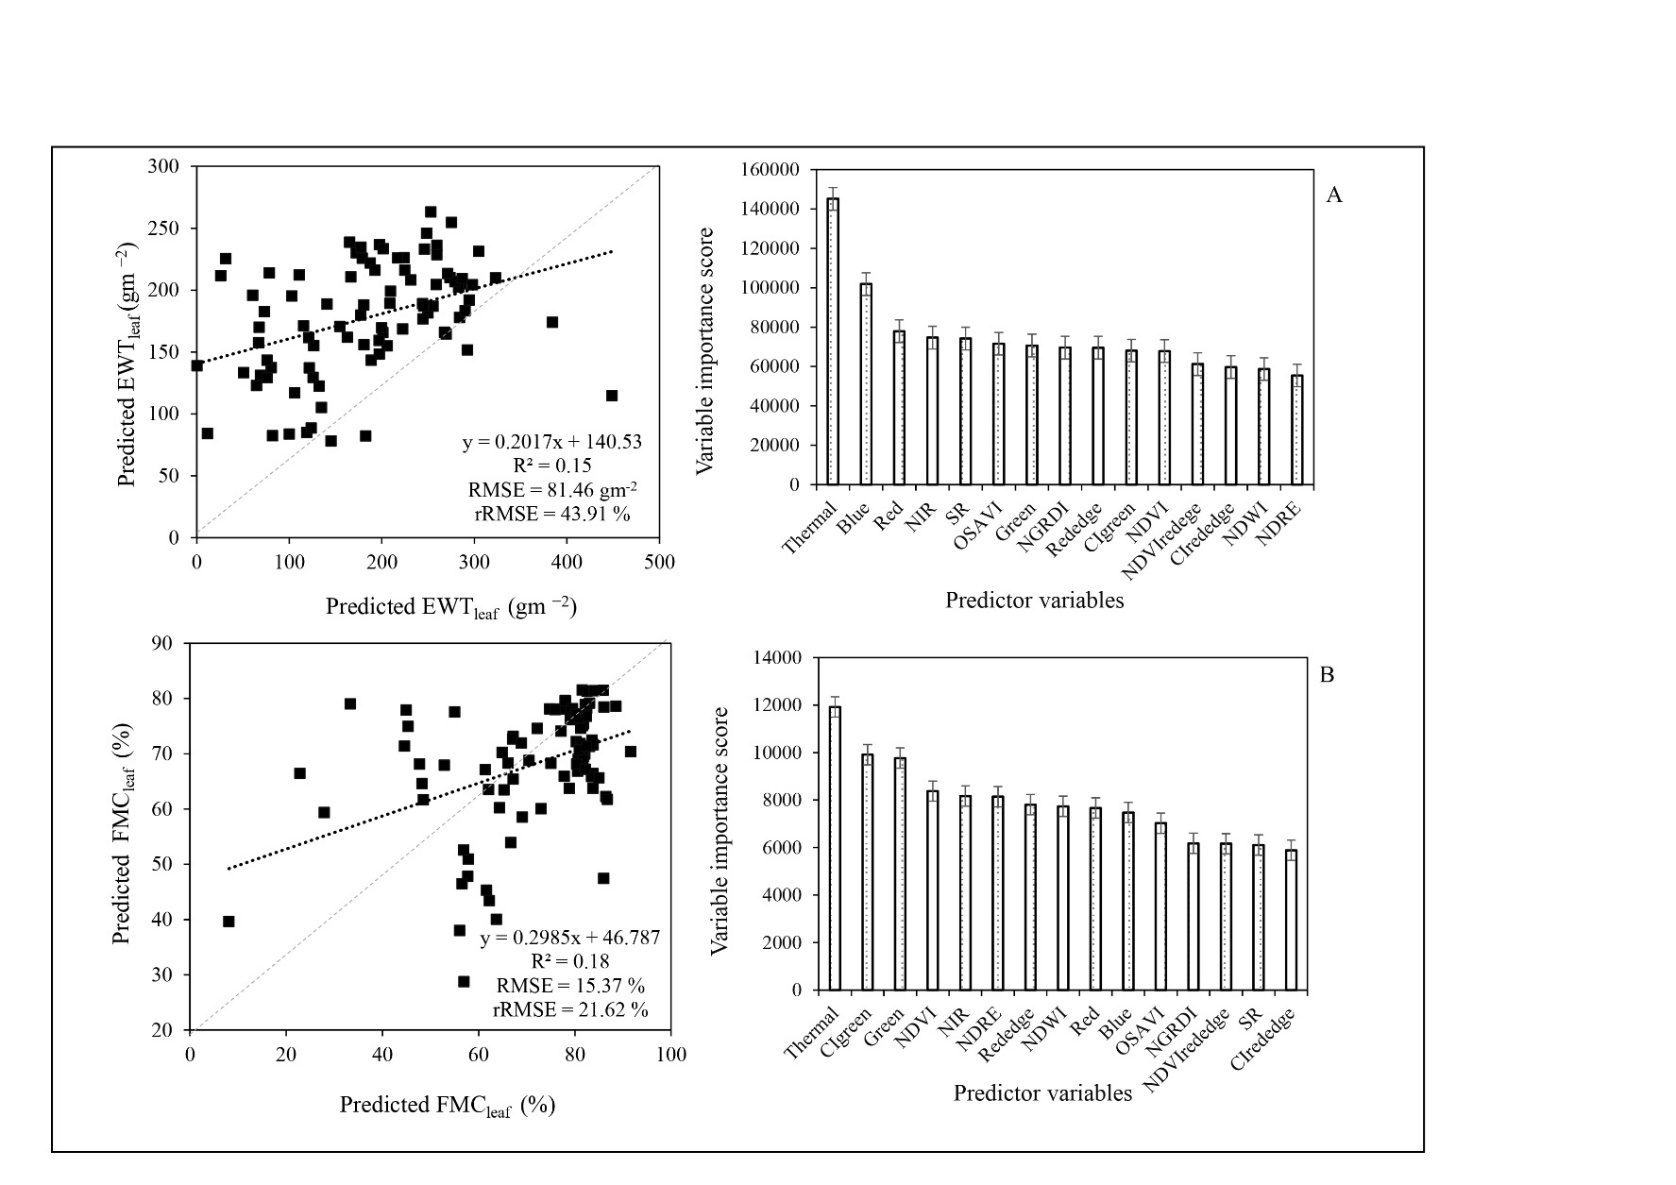 300
250
200
150
100
50
0
0 100 200 300 400 500
Predicted EWTleaf (gm −2)
y = 0.2017x + 140.53
R² = 0.15
RMSE = 81.46 gm-2
rRMSE = 43.91 %
Predicted EWTleaf (gm −2)
160000
140000
120000
100000
80000
60000
40000
20000
0
Variable importance score
A
Thermal Blue Red NIR SR OSAVI Green NGRDI Rededge CIgreen NDVI NDVIredege CIrededge NDWI NDRE
Predictor variables
90
80
70
60
50
40
30
20
0 20 40 60 80 100
Predicted FMCleaf (%)
y = 0.2985x + 46.787
R² = 0.18
RMSE = 15.37 %
rRMSE = 21.62 %
Predicted FMCleaf (%)
14000
12000
10000
8000
6000
4000
2000
0
Variable importance score
B
Thermal CIgreen Green NDVI NIR NDRE Rededge NDWI Red Blue OSAVI NGRDI NDVIrededge SR CIrededge
Predictor variables